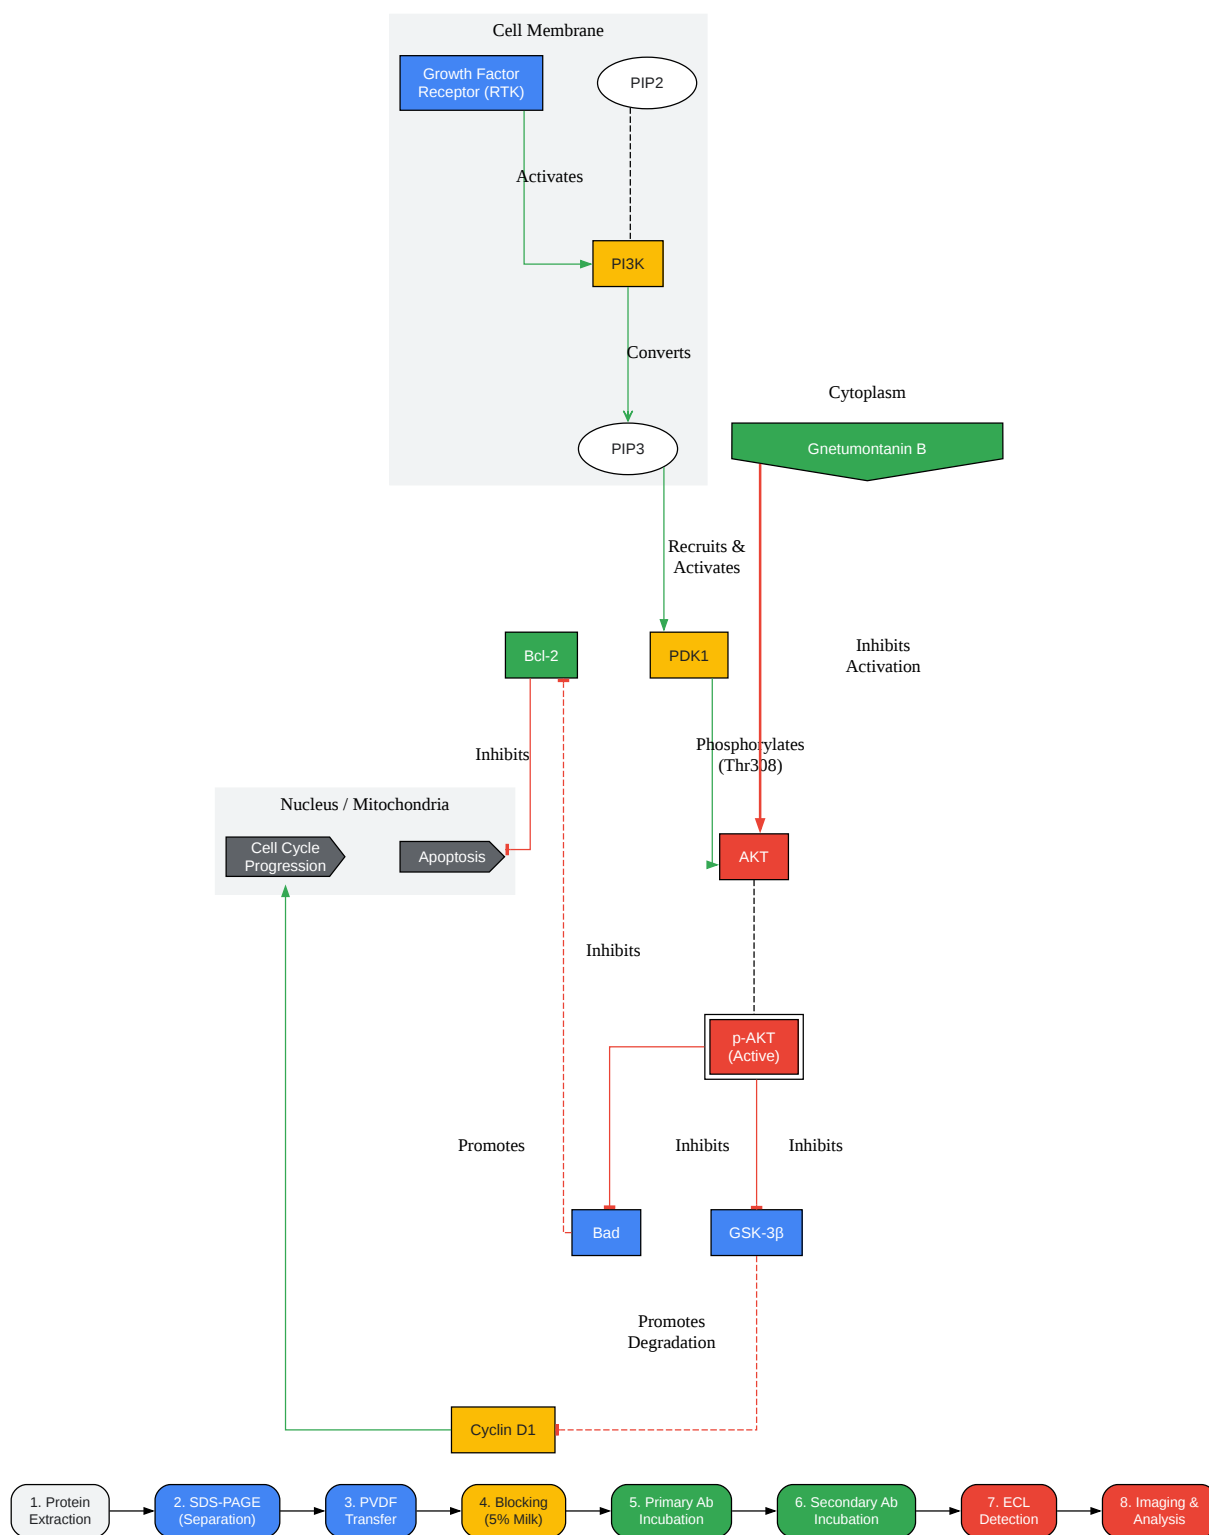 Cell Membrane
Growth Factor
Receptor (RTK)
PIP2
Activates
PI3K
Converts
Cytoplasm
PIP3
Gnetumontanin B
Recruits &
Activates
Inhibits
Activation
Bcl-2
PDK1
Inhibits
Phosphorylates
(Thr308)
Nucleus / Mitochondria
Cell Cycle
Progression
Apoptosis
AKT
Inhibits
p-AKT
(Active)
Promotes
Inhibits
Inhibits
Bad
GSK-3β
Promotes
Degradation
Cyclin D1
1. Protein
Extraction
2. SDS-PAGE
(Separation)
3. PVDF
Transfer
4. Blocking
(5% Milk)
5. Primary Ab
Incubation
6. Secondary Ab
Incubation
7. ECL
Detection
8. Imaging &
Analysis